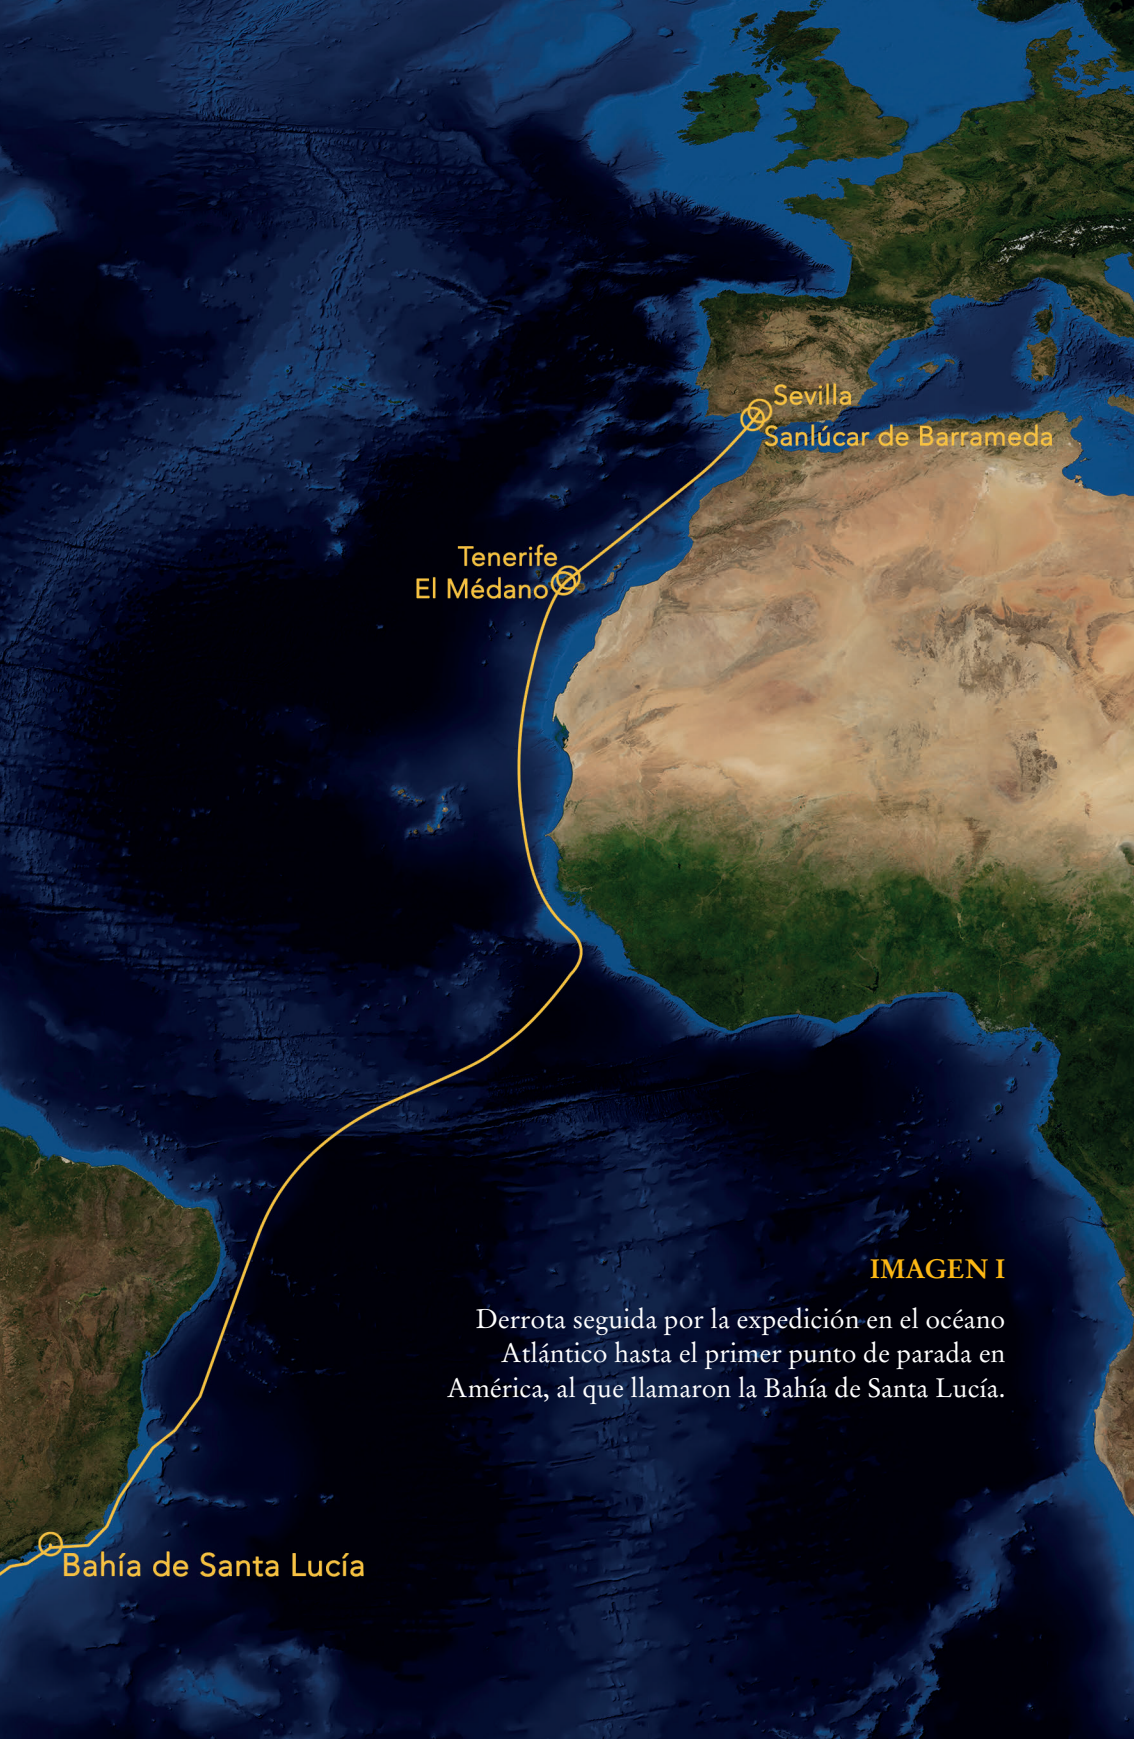 Sevilla
Sanlúcar de Barrameda
Tenerife
El Médano
IMAGEN I
Derrota seguida por la expedición en el océano
Atlántico hasta el primer punto de parada en
América, al que llamaron la Bahía de Santa Lucía.
Bahía de Santa Lucía